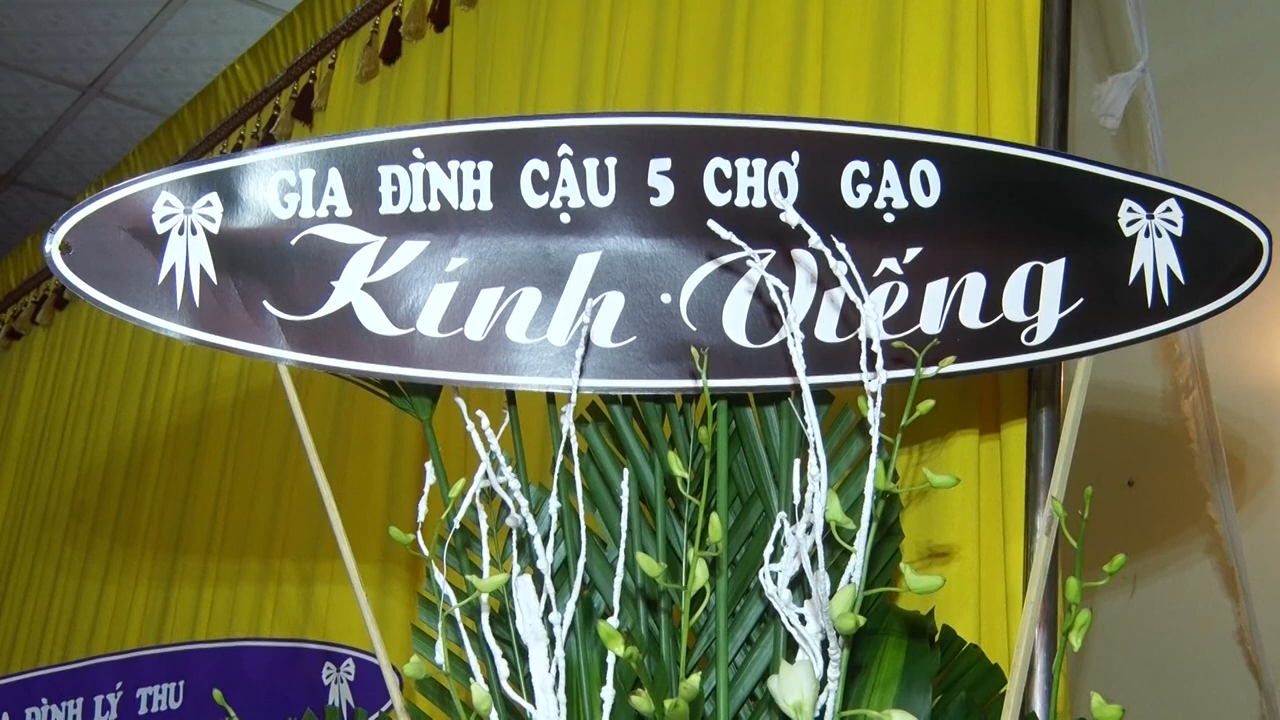 GIA ĐÌNH CẬU 5 CHỢ GẠO
Kính Viếng
ĐÌNH LÝ THU